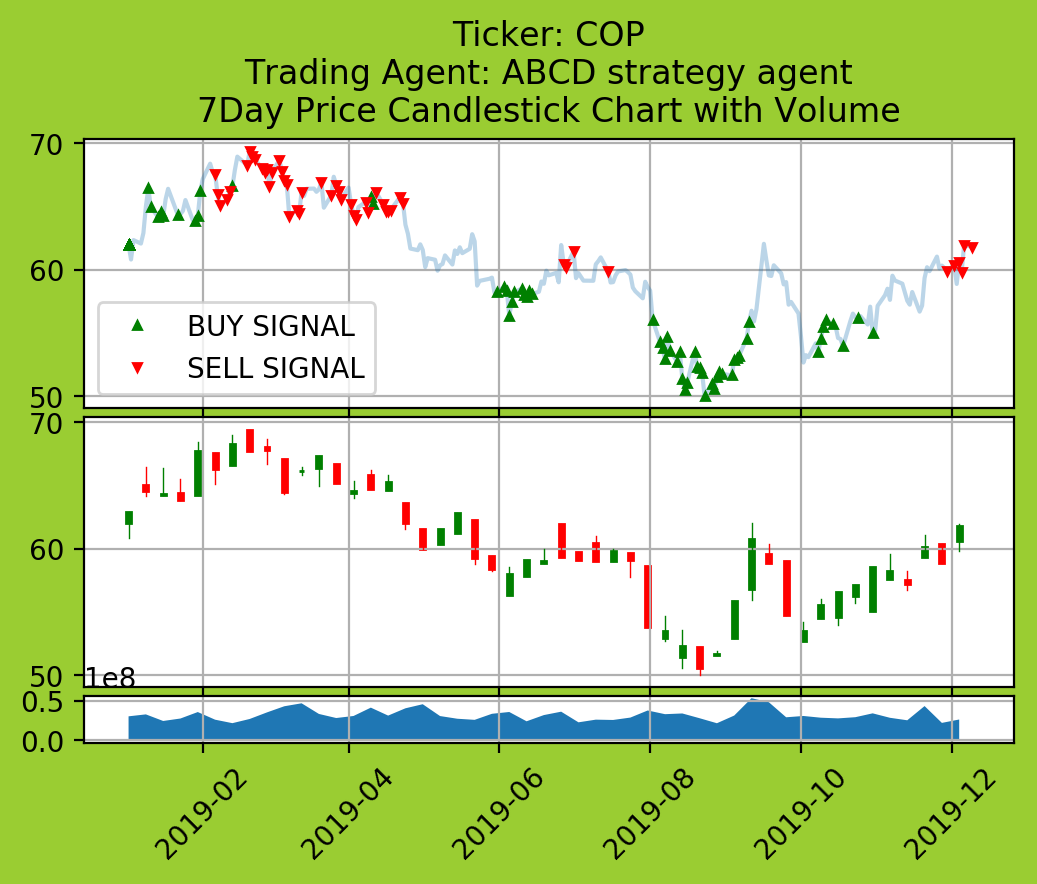 Ticker: COP
Trading Agent: ABCD strategy agent
7Day Price Candlestick Chart with Volume
70
60
50
BUY SIGNAL
SELL SIGNAL
70
60
50
1e8
0.5
0.0
2019-02
2019-04
2019-06
2019-08
2019-10
2019-12